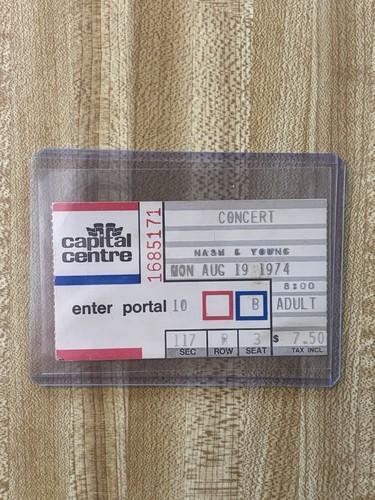 capital
centre
1685171
CONCERT
NASH & YOUNG
MON AUG 19 1974
8:00
enter portal 10 B ADULT
117 R 3 $ 7.50
SEC ROW SEAT TAX INCL